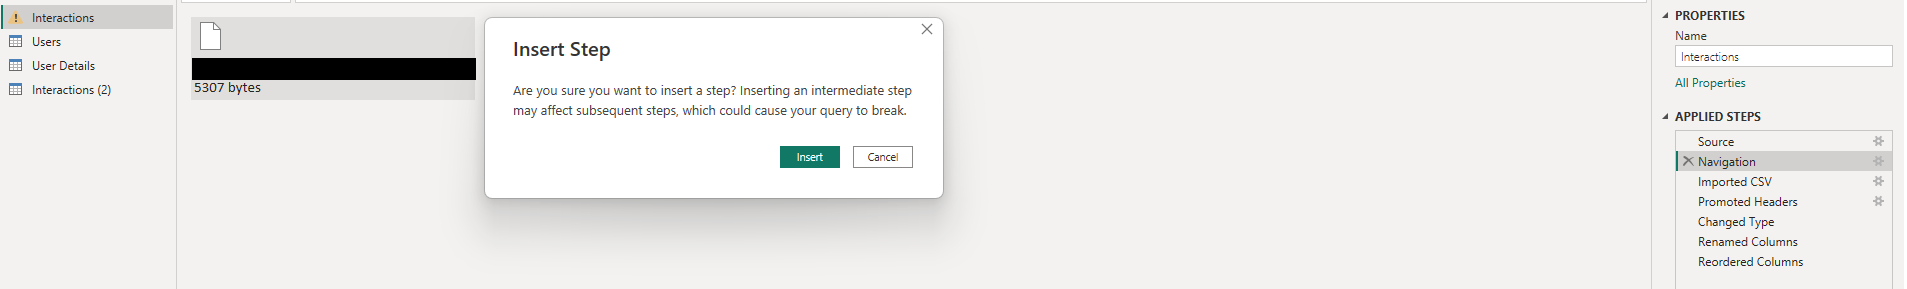 Interactions
Users
User Details
Interactions (2)
5307 bytes
Insert Step
Are you sure you want to insert a step? Inserting an intermediate step
may affect subsequent steps, which could cause your query to break.
Insert
Cancel
PROPERTIES
Name
Interactions
All Properties
APPLIED STEPS
Source
Navigation
Imported CSV
Promoted Headers
Changed Type
Renamed Columns
Reordered Columns